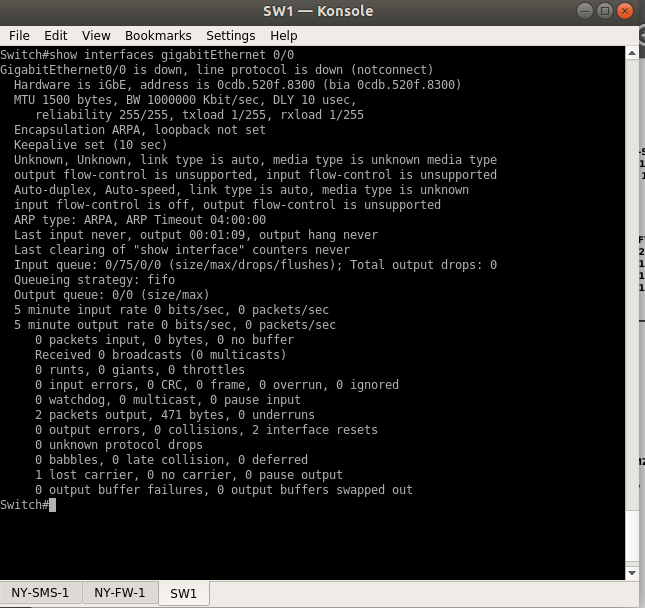 SW1 — Konsole
File Edit View Bookmarks Settings Help
Switch#show interfaces gigabitEthernet 0/0
GigabitEthernet0/0 is down, line protocol is down (notconnect)
Hardware is iGbE, address is 0cdb.520f.8300 (bia 0cdb.520f.8300)
MTU 1500 bytes, BW 1000000 Kbit/sec, DLY 10 usec,
reliability 255/255, txload 1/255, rxload 1/255
Encapsulation ARPA, loopback not set
Keepalive set (10 sec)
Unknown, Unknown, link type is auto, media type is unknown media type
output flow-control is unsupported, input flow-control is unsupported
Auto-duplex, Auto-speed, link type is auto, media type is unknown
input flow-control is off, output flow-control is unsupported
ARP type: ARPA, ARP Timeout 04:00:00
Last input never, output 00:01:09, output hang never
Last clearing of "show interface" counters never
Input queue: 0/75/0/0 (size/max/drops/flushes); Total output drops: 0
Queueing strategy: fifo
Output queue: 0/0 (size/max)
5 minute input rate 0 bits/sec, 0 packets/sec
5 minute output rate 0 bits/sec, 0 packets/sec
0 packets input, 0 bytes, 0 no buffer
Received 0 broadcasts (0 multicasts)
0 runts, 0 giants, 0 throttles
0 input errors, 0 CRC, 0 frame, 0 overrun, 0 ignored
0 watchdog, 0 multicast, 0 pause input
2 packets output, 471 bytes, 0 underruns
0 output errors, 0 collisions, 2 interface resets
0 unknown protocol drops
0 babbles, 0 late collision, 0 deferred
1 lost carrier, 0 no carrier, 0 pause output
0 output buffer failures, 0 output buffers swapped out
Switch#
NY-SMS-1 NY-FW-1 SW1